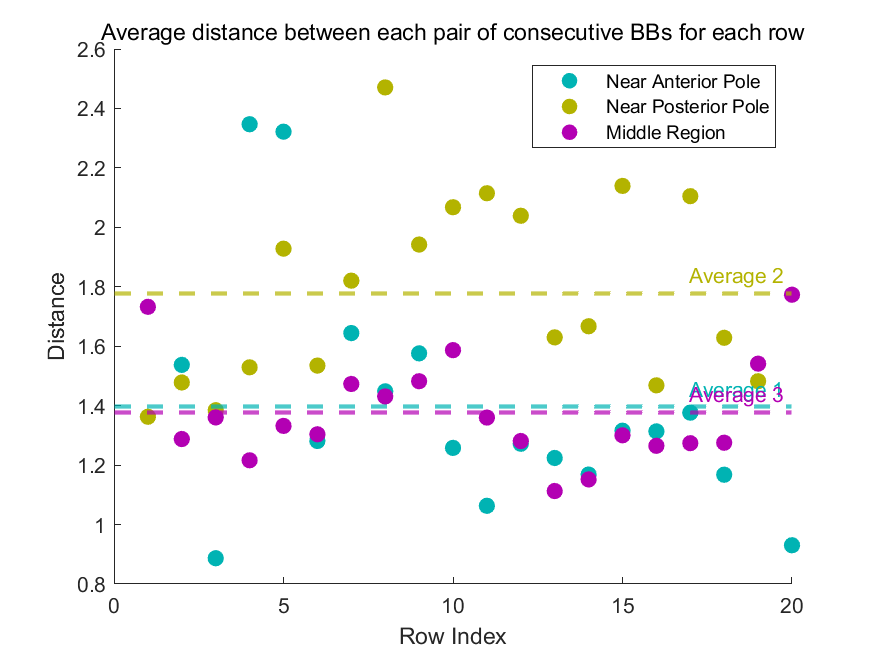 Average distance between each pair of consecutive BBs for each row
2.6
2.4
2.2
2
1.8
1.6
1.4
1.2
1
0.8
Distance
Near Anterior Pole
Near Posterior Pole
Middle Region
Average 2
Average 1
Average 3
0 5 10 15 20
Row Index